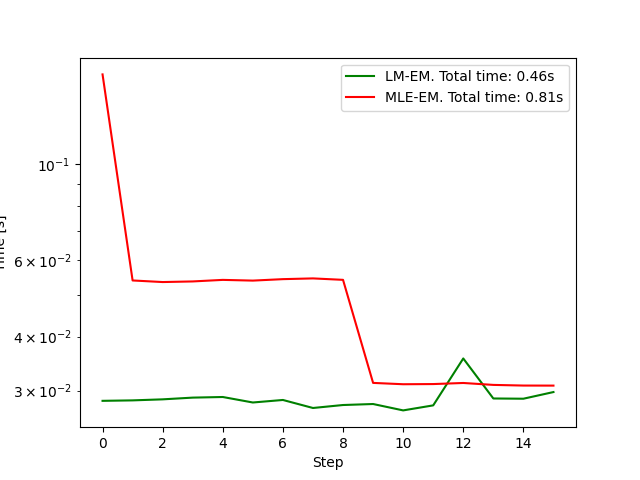 LM-EM. Total time: 0.46s
MLE-EM. Total time: 0.81s
10⁻¹
6 × 10⁻²
4 × 10⁻²
3 × 10⁻²
0 2 4 6 8 10 12 14
Step